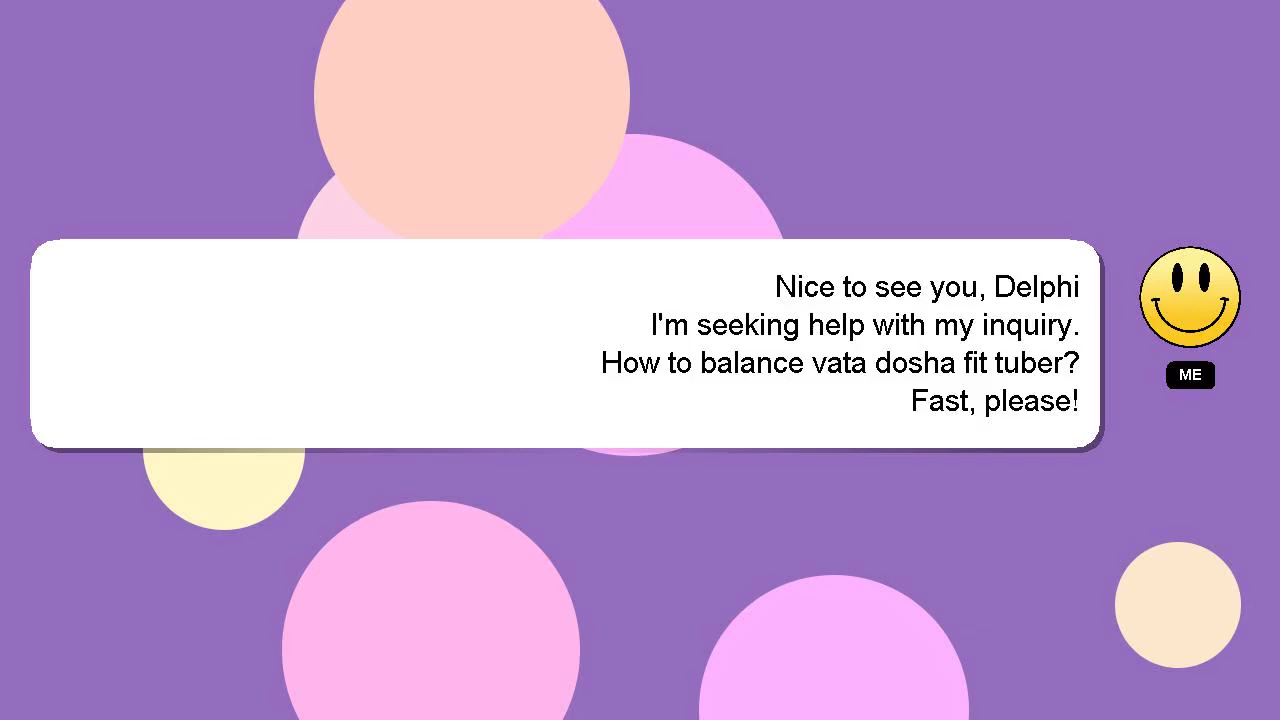 Nice to see you, Delphi
I'm seeking help with my inquiry.
How to balance vata dosha fit tuber?
Fast, please!
ME